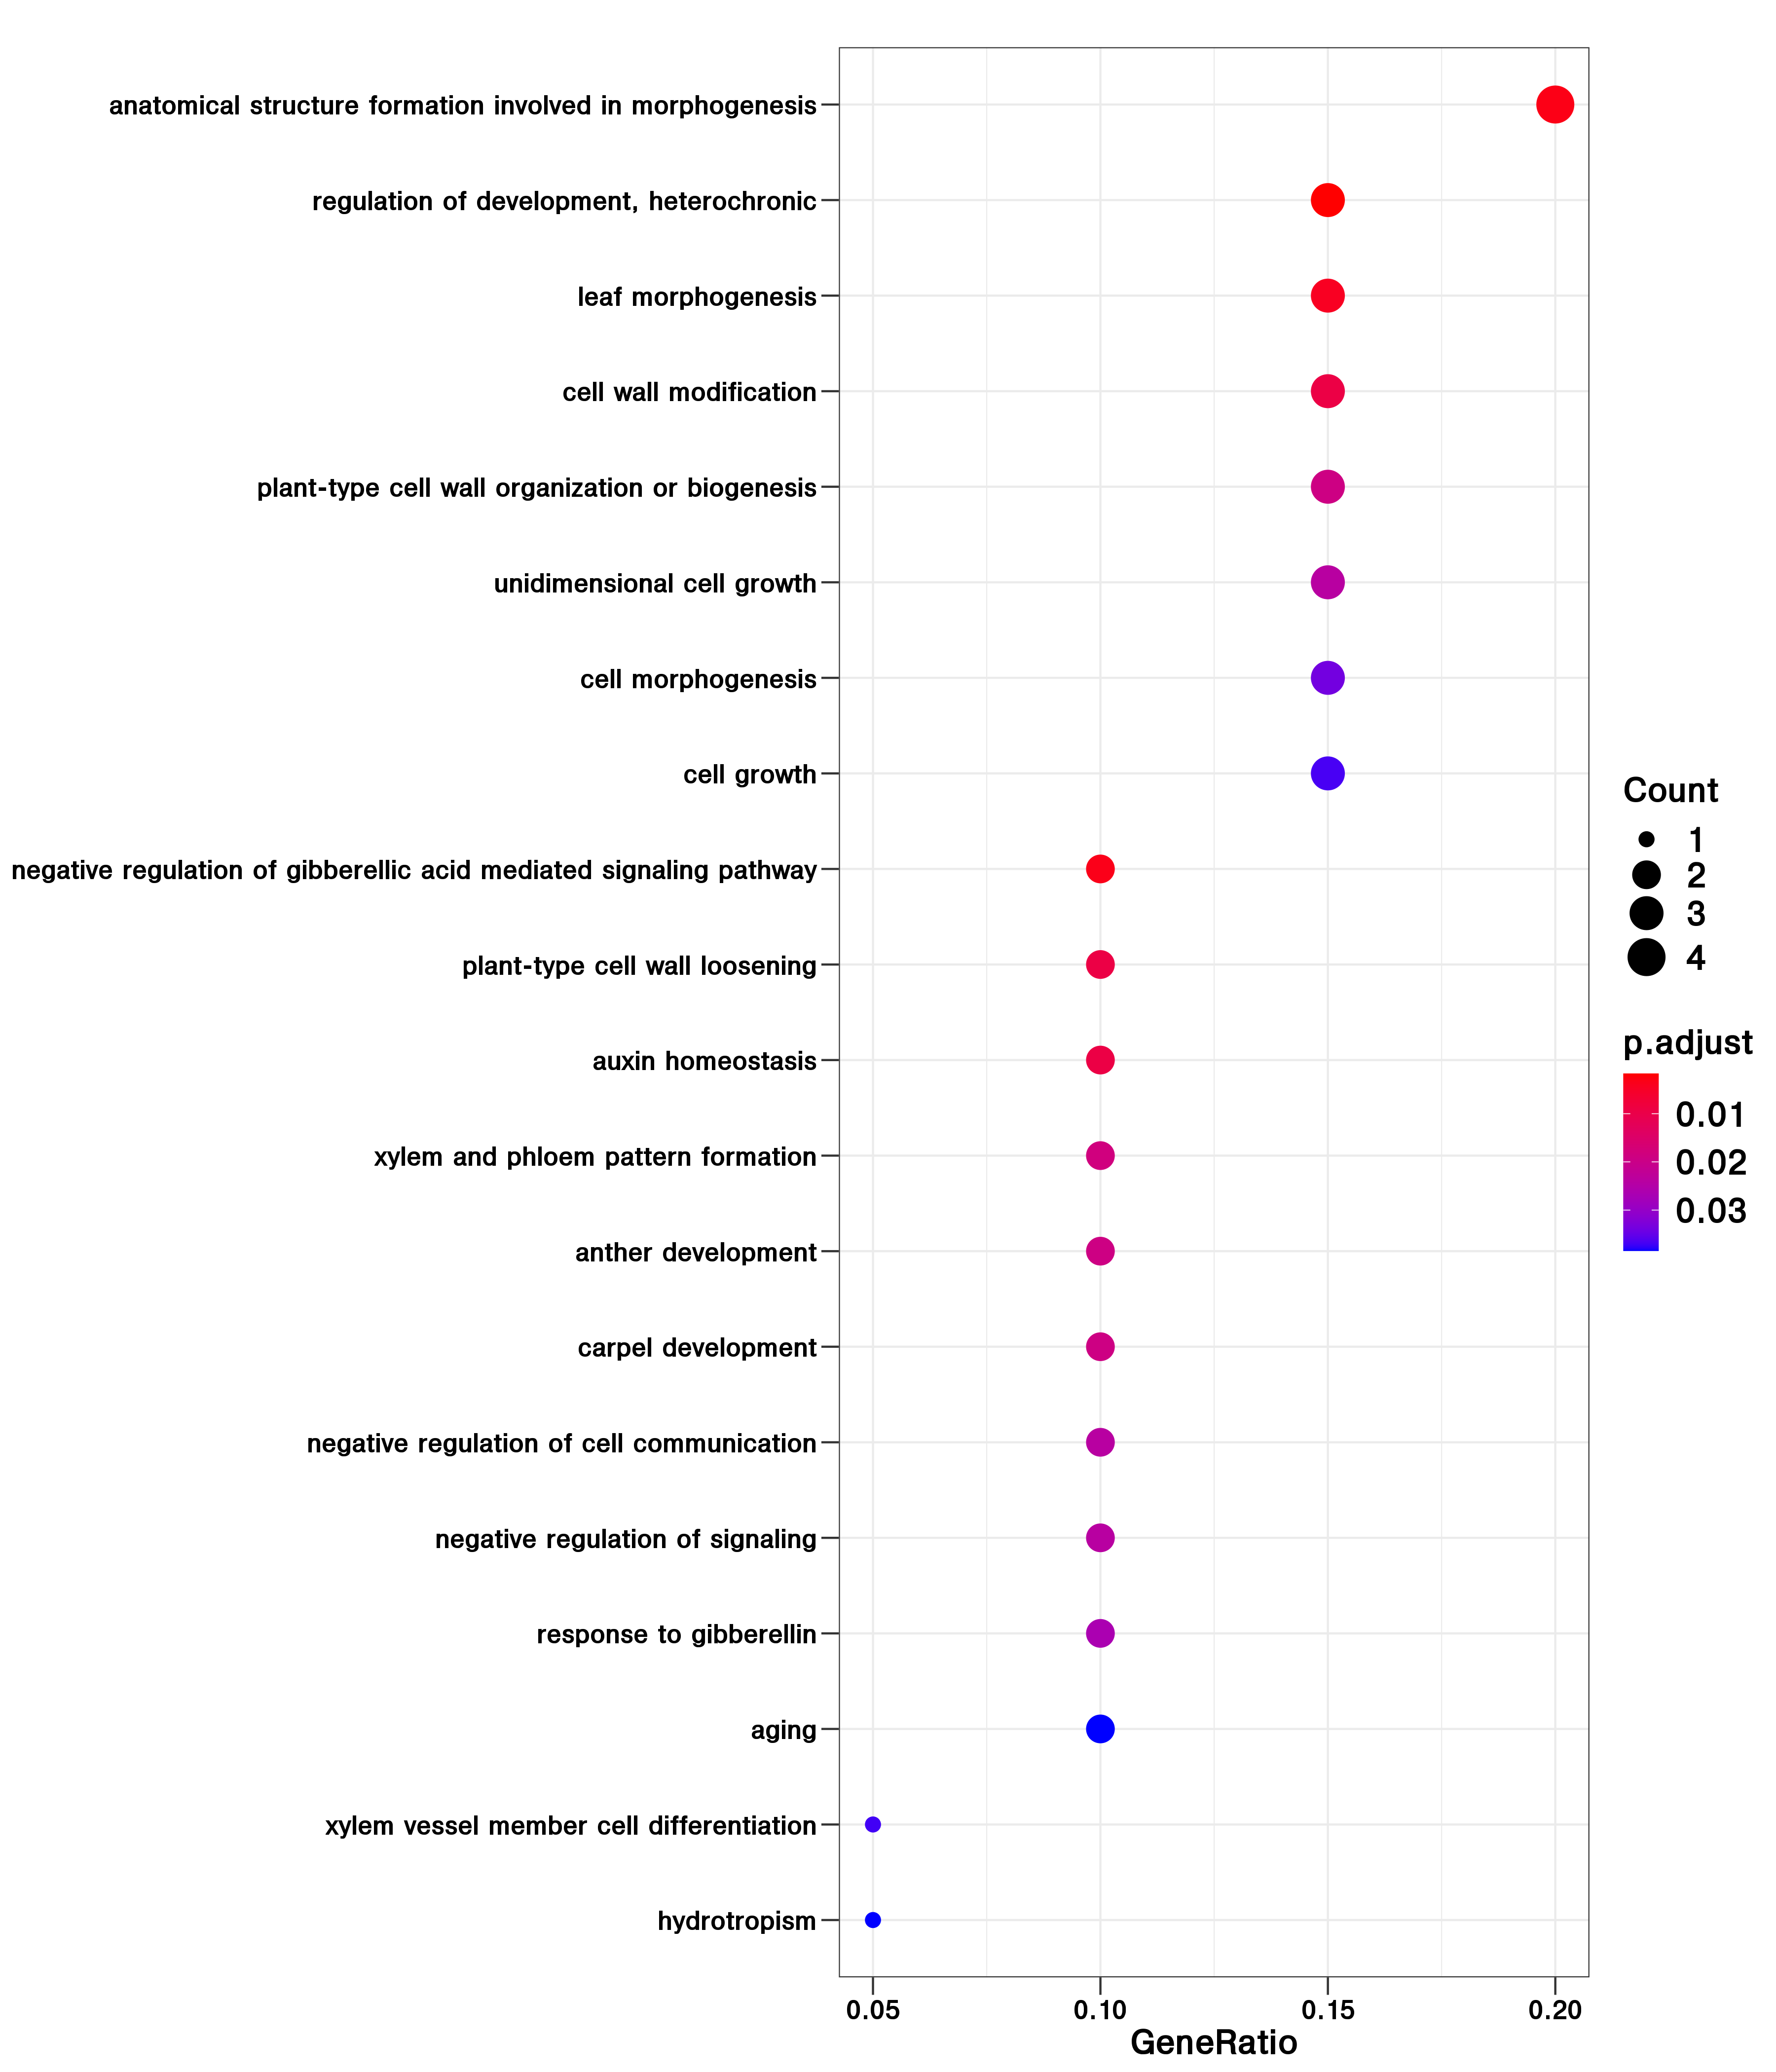 anatomical structure formation involved in morphogenesis
regulation of development, heterochronic
leaf morphogenesis
cell wall modification
plant-type cell wall organization or biogenesis
unidimensional cell growth
cell morphogenesis
cell growth
negative regulation of gibberellic acid mediated signaling pathway
plant-type cell wall loosening
auxin homeostasis
xylem and phloem pattern formation
anther development
carpel development
negative regulation of cell communication
negative regulation of signaling
response to gibberellin
aging
xylem vessel member cell differentiation
hydrotropism
0.05 0.10 0.15 0.20
GeneRatio
Count
1
2
3
4
p.adjust
0.01
0.02
0.03